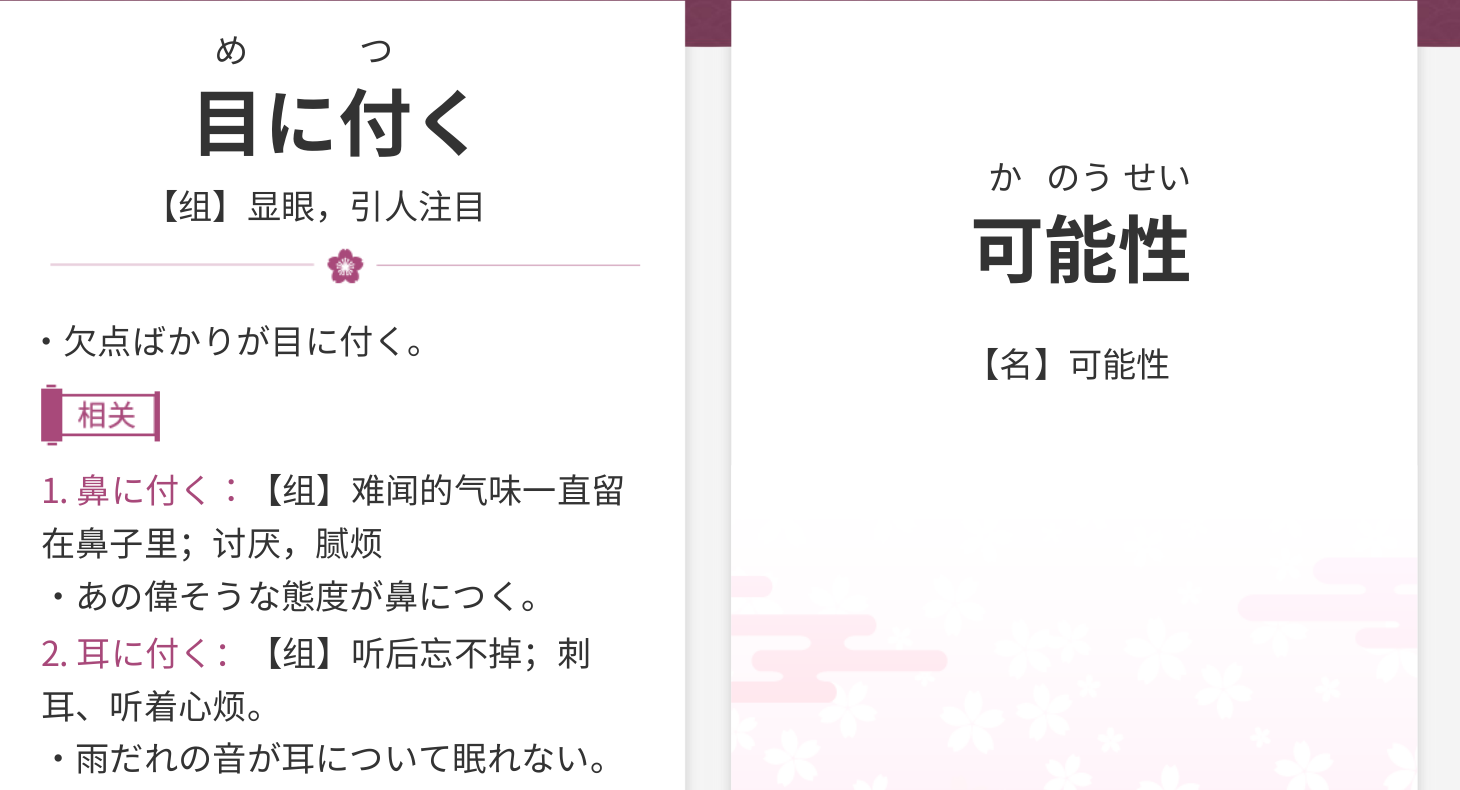 め つ
目に付く
【组】显眼，引人注目
・欠点ばかりが目に付く。
相关
1. 鼻に付く：【组】难闻的气味一直留
在鼻子里；讨厌，腻烦
・あの偉そうな態度が鼻につく。
2. 耳に付く：【组】听后忘不掉；刺
耳、听着心烦。
・雨だれの音が耳について眠れない。
か のう せい
可能性
【名】可能性